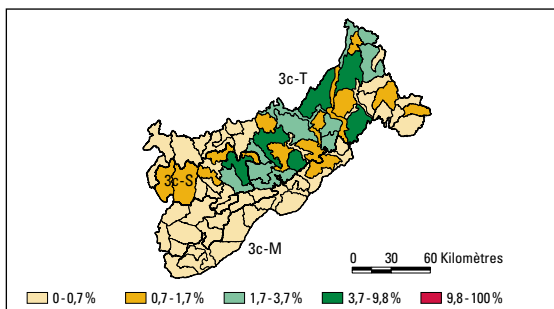 3c-T
3c-S
3c-M
0 30 60 Kilomètres
0 - 0,7 % 0,7 - 1,7 % 1,7 - 3,7 % 3,7 - 9,8 % 9,8 - 100 %